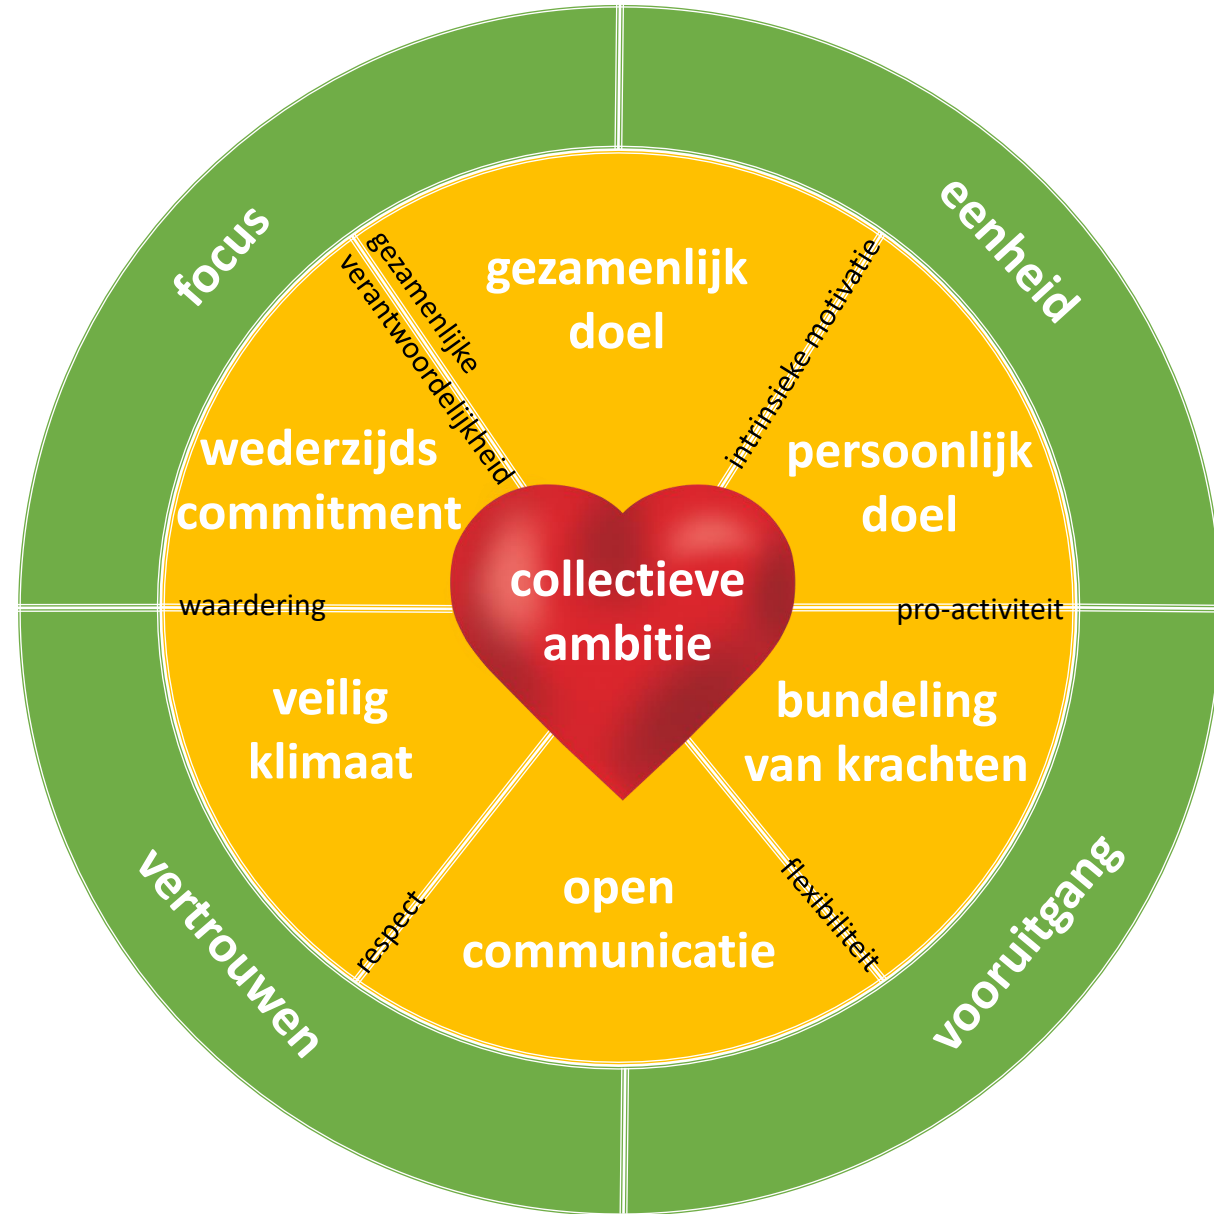 focus
eenheid
gezamenlijk
doel
gezamenlijke
verantwoordelijkheid
intrinsieke motivatie
wederzijds
commitment
persoonlijk
doel
collectieve
ambitie
waardering
pro-activiteit
veilig
klimaat
bundeling
van krachten
open
communicatie
respect
flexibiliteit
vertrouwen
vooruitgang